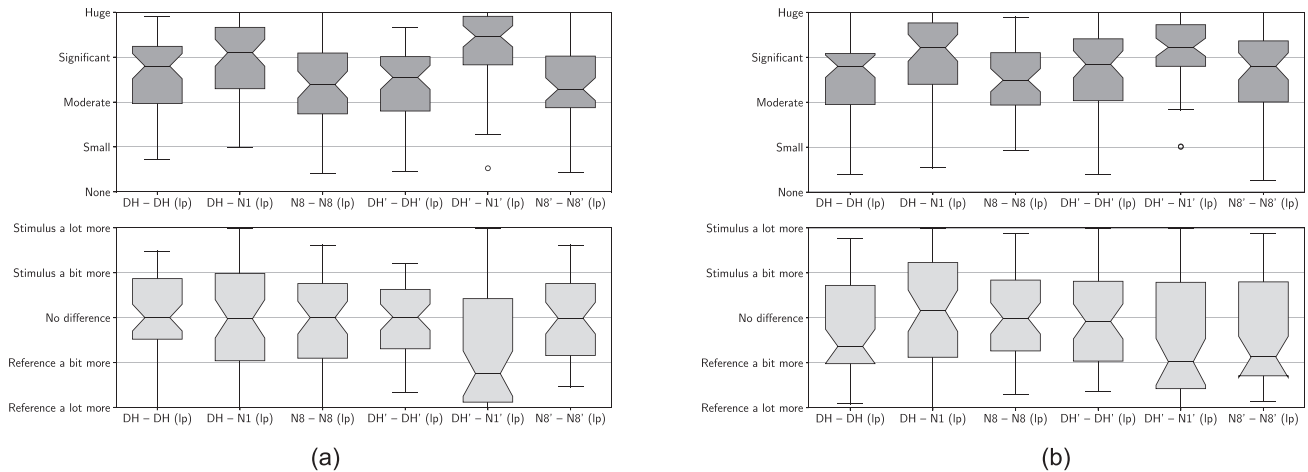 Huge
Significant
Moderate
Small
None
DH – DH (lp) DH – N1 (lp) N8 – N8 (lp) DH' – DH' (lp) DH' – N1' (lp) N8' – N8' (lp)
Stimulus a lot more
Stimulus a bit more
No difference
Reference a bit more
Reference a lot more
DH – DH (lp) DH – N1 (lp) N8 – N8 (lp) DH' – DH' (lp) DH' – N1' (lp) N8' – N8' (lp)
(a)
Huge
Significant
Moderate
Small
None
DH – DH (lp) DH – N1 (lp) N8 – N8 (lp) DH' – DH' (lp) DH' – N1' (lp) N8' – N8' (lp)
Stimulus a lot more
Stimulus a bit more
No difference
Reference a bit more
Reference a lot more
DH – DH (lp) DH – N1 (lp) N8 – N8 (lp) DH' – DH' (lp) DH' – N1' (lp) N8' – N8' (lp)
(b)